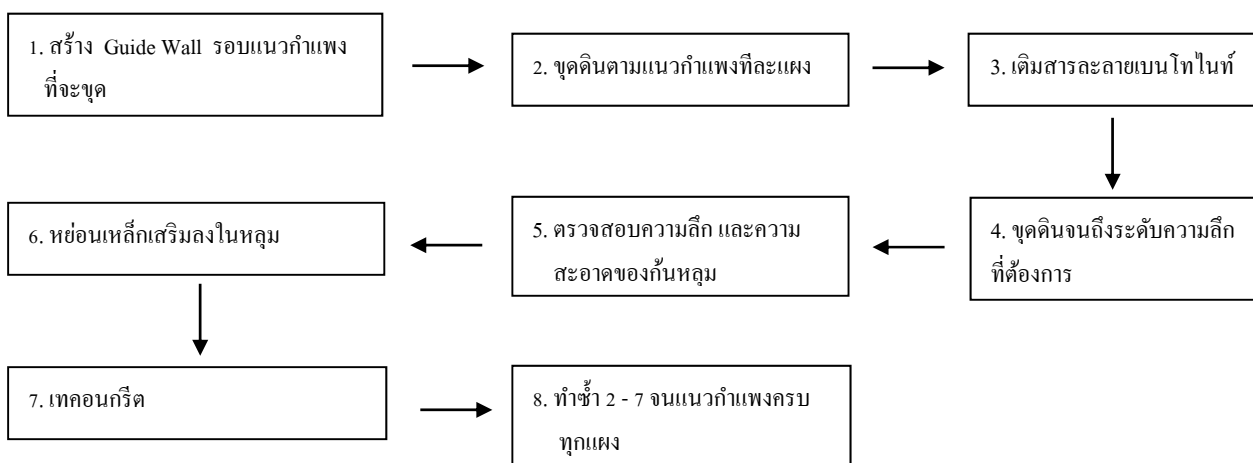 1. สร้าง Guide Wall รอบแนวกำแพง
ที่จะขุด
2. ขุดดินตามแนวกำแพงทีละแผง
3. เติมสารละลายเบนโทไนท์
4. ขุดดินจนถึงระดับความลึก
ที่ต้องการ
5. ตรวจสอบความลึก และความ
สะอาดของก้นหลุม
6. หย่อนเหล็กเสริมลงในหลุม
7. เทคอนกรีต
8. ทำซ้ำ 2 - 7 จนแนวกำแพงครบ
ทุกแผง